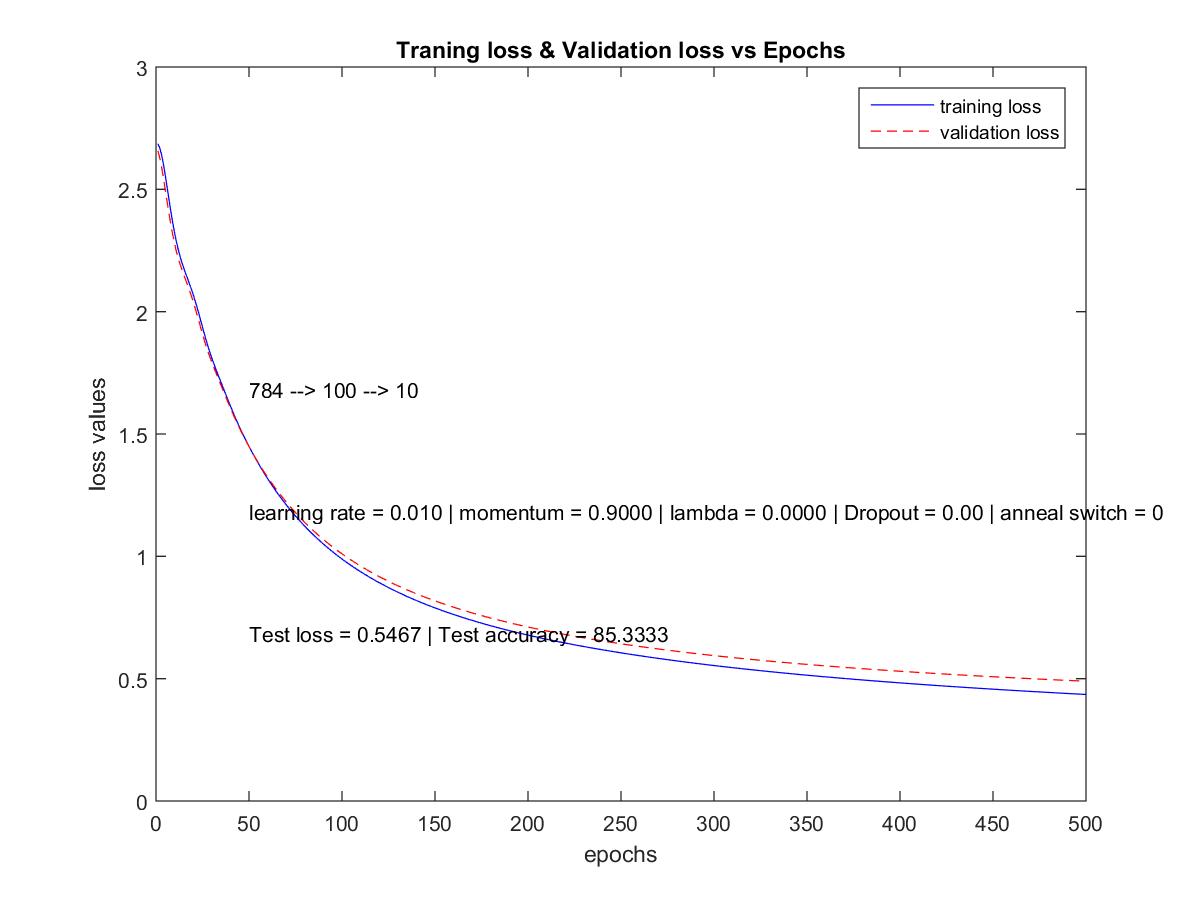 Traning loss & Validation loss vs Epochs
3
training loss
validation loss
2.5
2
784 --> 100 --> 10
1.5
loss values
learning rate = 0.010 | momentum = 0.9000 | lambda = 0.0000 | Dropout = 0.00 | anneal switch = 0
1
Test loss = 0.5467 | Test accuracy = 85.3333
0.5
0
0 50 100 150 200 250 300 350 400 450 500
epochs